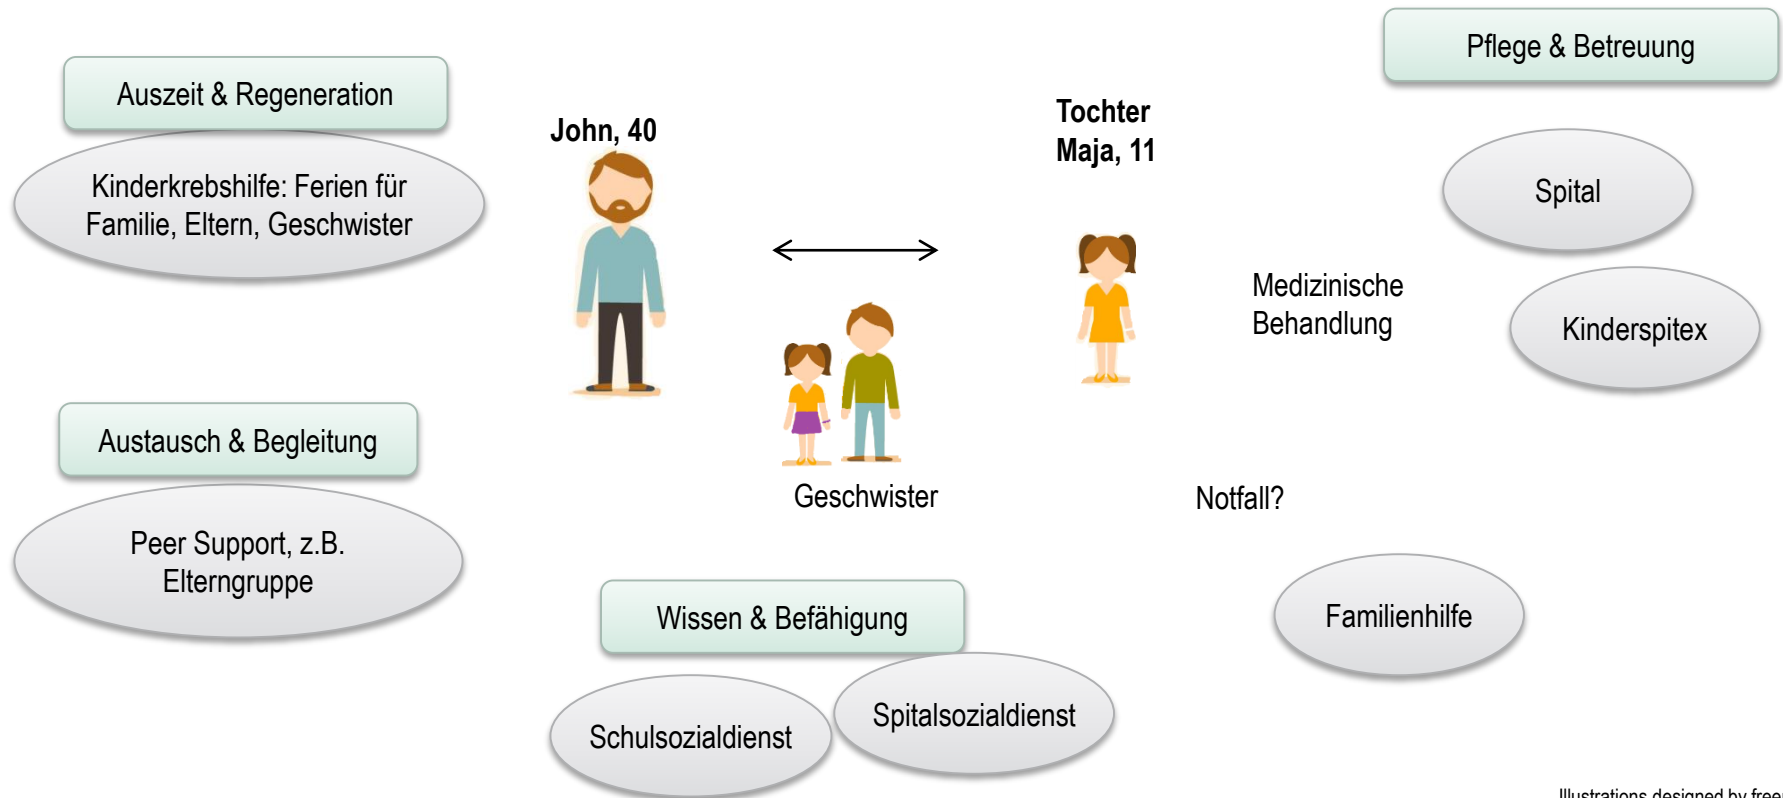 Pflege & Betreuung
Auszeit & Regeneration
John, 40
Tochter
Maja, 11
Kinderkrebshilfe: Ferien für
Familie, Eltern, Geschwister
Spital
Medizinische
Behandlung
Kinderspitex
Austausch & Begleitung
Geschwister
Notfall?
Peer Support, z.B.
Elterngruppe
Wissen & Befähigung
Familienhilfe
Schulsozialdienst
Spitalsozialdienst
Illustrations designed by